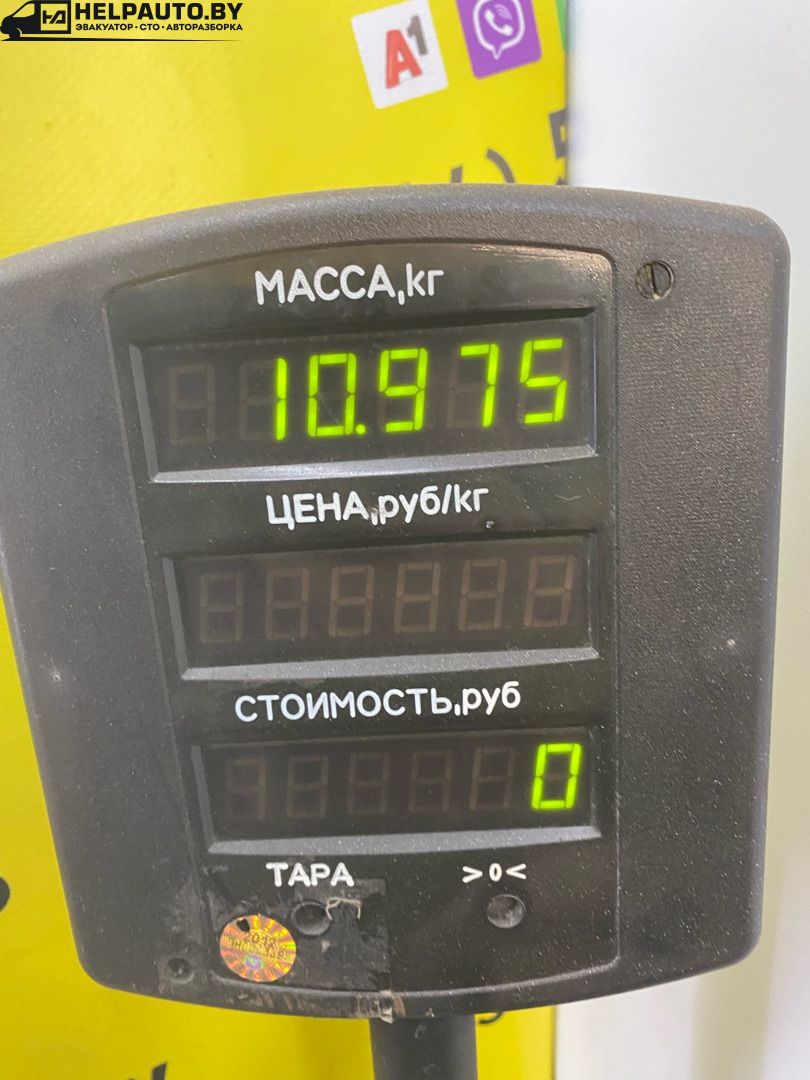 HELPAUTO.BY
ЭВАКУАТОР • СТО • АВТОРАЗБОРКА
A1
МАССА,кг
10.975
ЦЕНА,руб/кг
СТОИМОСТЬ,руб
0
ТАРА
>0<